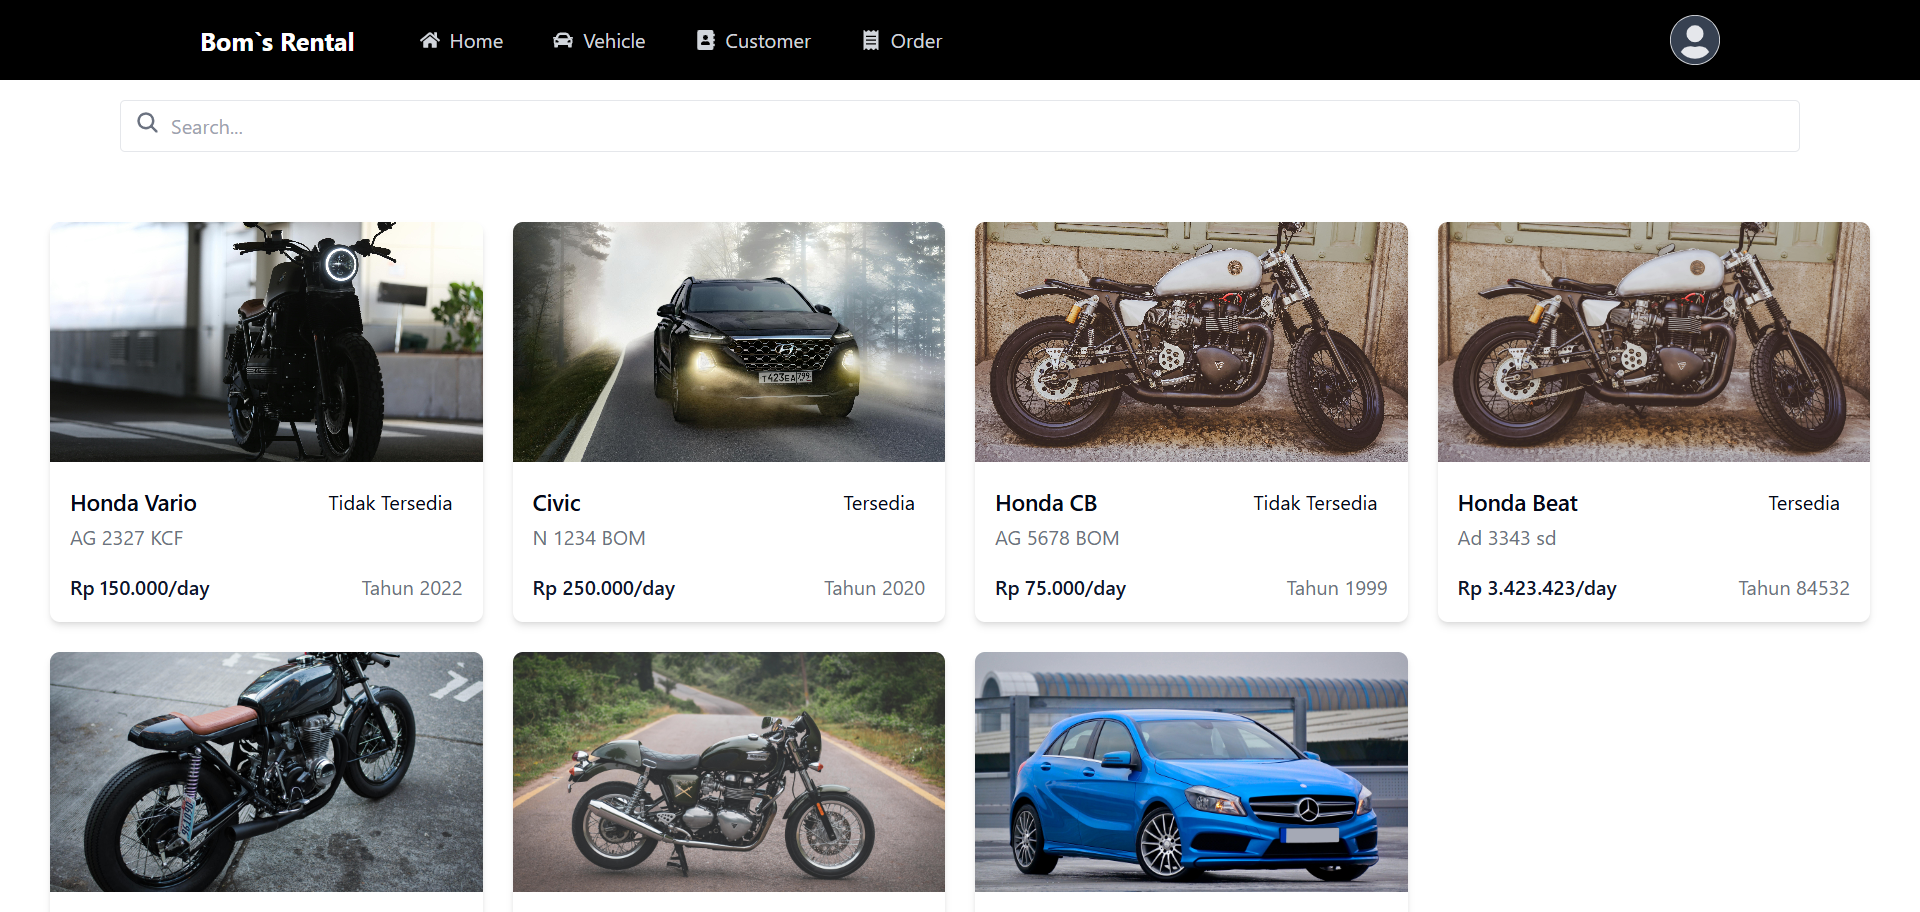 Bom`s Rental
Home
Vehicle
Customer
Order
Search...
T423EA 799
Honda Vario
Tidak Tersedia
AG 2327 KCF
Rp 150.000/day
Tahun 2022
Civic
Tersedia
N 1234 BOM
Rp 250.000/day
Tahun 2020
Honda CB
Tidak Tersedia
AG 5678 BOM
Rp 75.000/day
Tahun 1999
Honda Beat
Tersedia
Ad 3343 sd
Rp 3.423.423/day
Tahun 84532